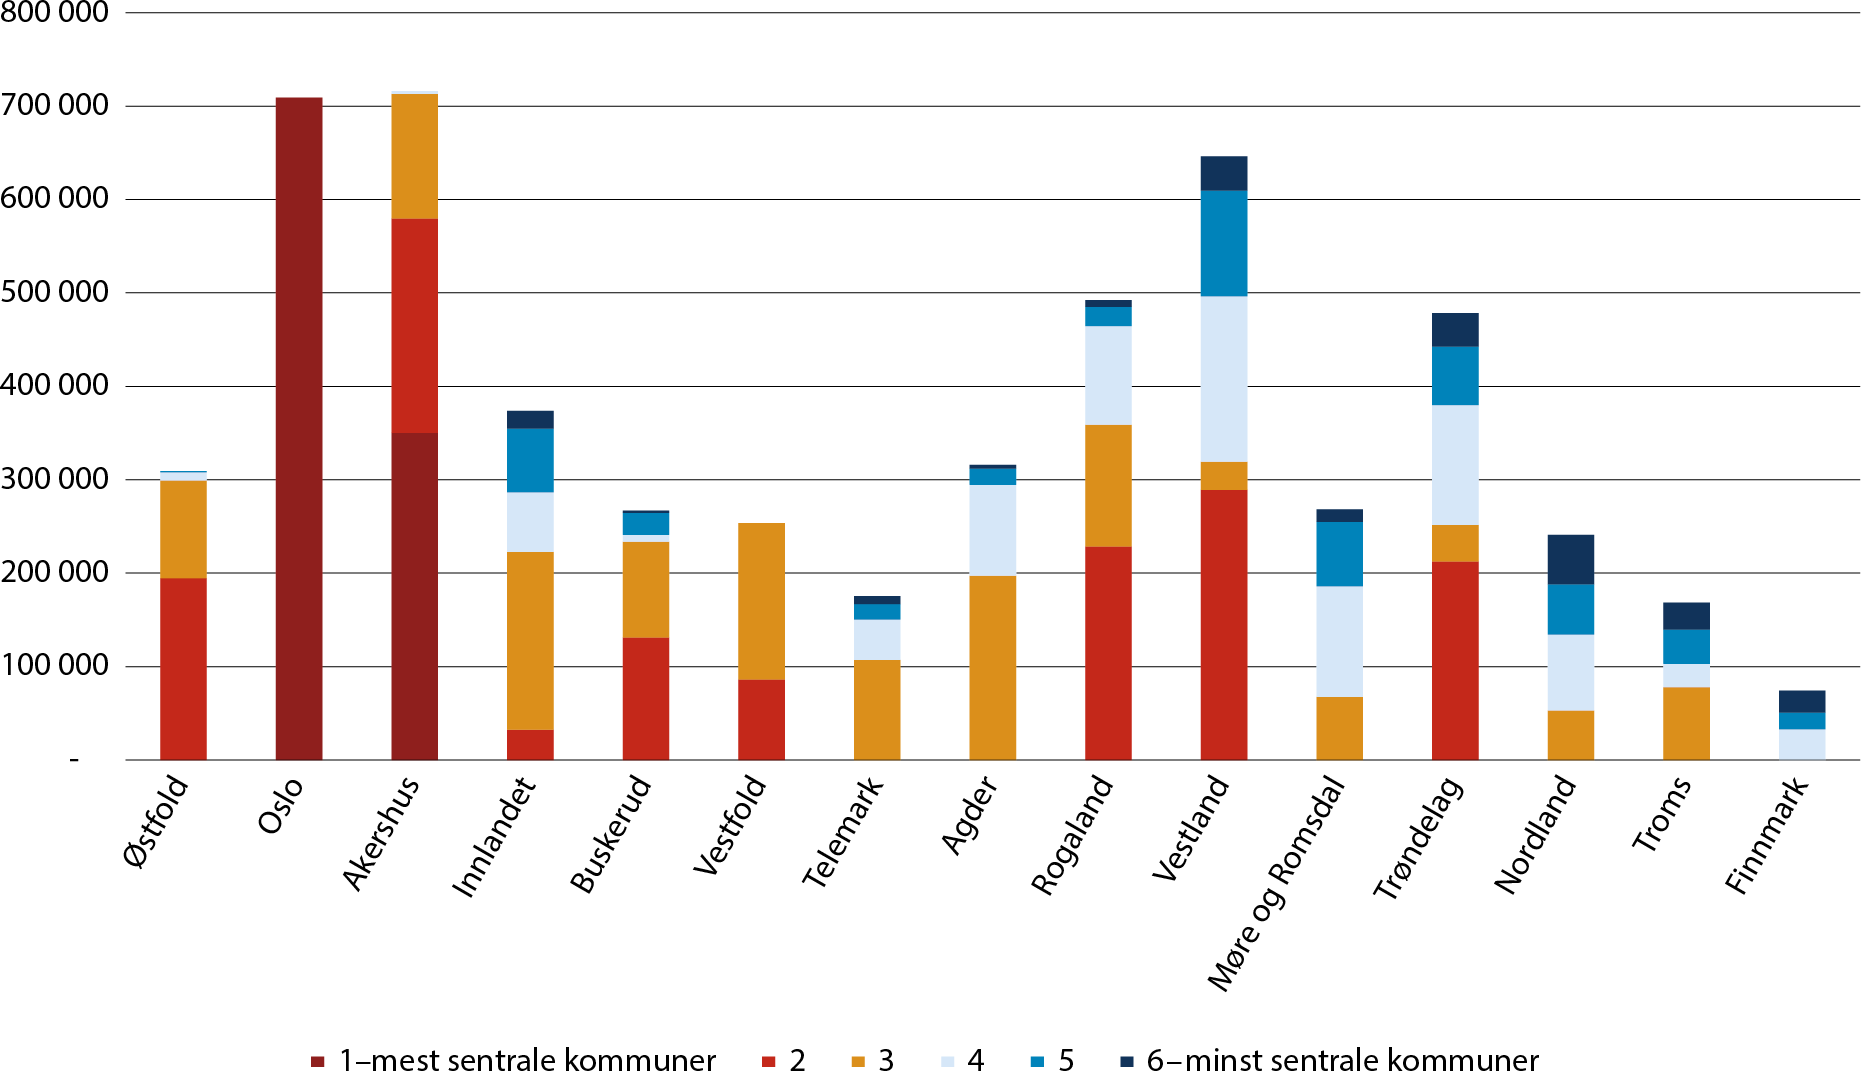 800 000
700 000
600 000
500 000
400 000
300 000
200 000
100 000
-
Østfold
Oslo
Akershus
Innlandet
Buskerud
Vestfold
Telemark
Agder
Rogaland
Vestland
Møre og Romsdal
Trøndelag
Nordland
Troms
Finnmark
1–mest sentrale kommuner 2 3 4 5 6–minst sentrale kommuner